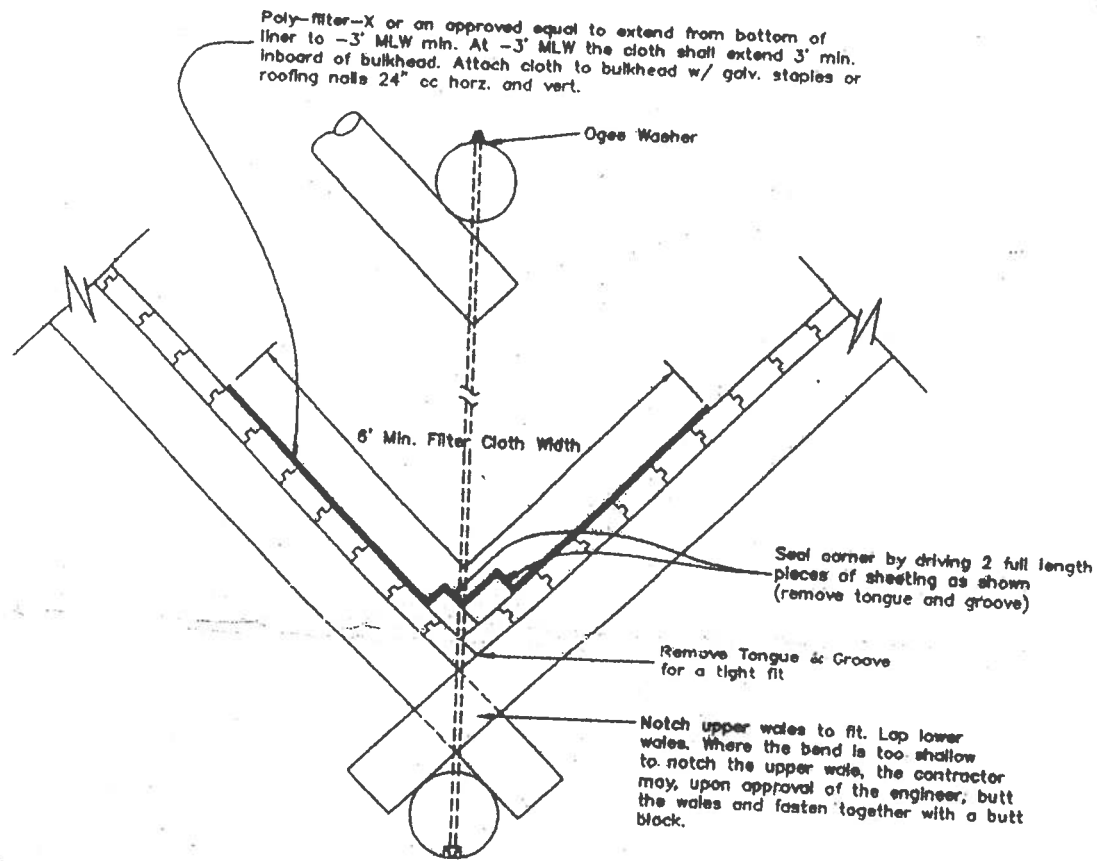 Poly-filter-X or an approved equal to extend from bottom of
liner to -3' MLW min. At -3' MLW the cloth shall extend 3' min.
inboard of bulkhead. Attach cloth to bulkhead w/ galv. staples or
roofing nails 24" cc horz. and vert.
Ogee Washer
6' Min. Filter Cloth Width
Seal corner by driving 2 full length
pieces of sheeting as shown
(remove tongue and groove)
Remove Tongue & Groove
for a tight fit
Notch upper wales to fit. Lap lower
wales. Where the bend is too shallow
to notch the upper wale, the contractor
may, upon approval of the engineer, butt
the wales and fasten together with a butt
block.